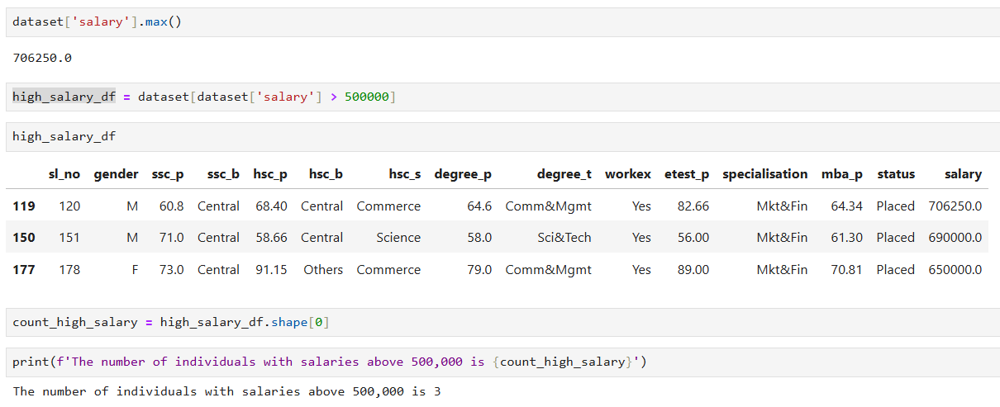 dataset['salary'].max()
706250.0
high_salary_df = dataset[dataset['salary'] > 500000]
high_salary_df
sl_no gender ssc_p ssc_b hsc_p hsc_b hsc_s degree_p degree_t workex etest_p specialisation mba_p status salary
119 120 M 60.8 Central 68.40 Central Commerce 64.6 Comm&Mgmt Yes 82.66 Mkt&Fin 64.34 Placed 706250.0
150 151 M 71.0 Central 58.66 Central Science 58.0 Sci&Tech Yes 56.00 Mkt&Fin 61.30 Placed 690000.0
177 178 F 73.0 Central 91.15 Others Commerce 79.0 Comm&Mgmt Yes 89.00 Mkt&Fin 70.81 Placed 650000.0
count_high_salary = high_salary_df.shape[0]
print(f'The number of individuals with salaries above 500,000 is {count_high_salary}')
The number of individuals with salaries above 500,000 is 3